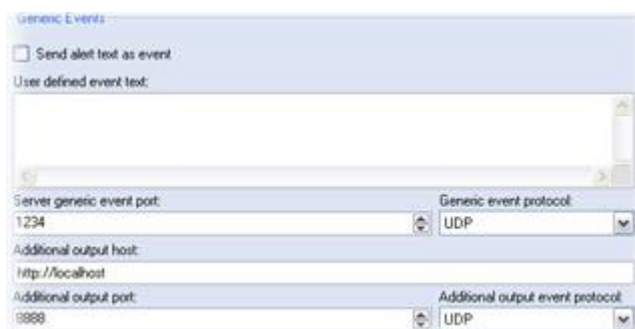 Generic Events
Send alert text as event
User defined event text:
Server generic event port:
Generic event protocol:
1234
UDP
Additional output host:
http://localhost
Additional output port:
Additional output event protocol:
8888
UDP